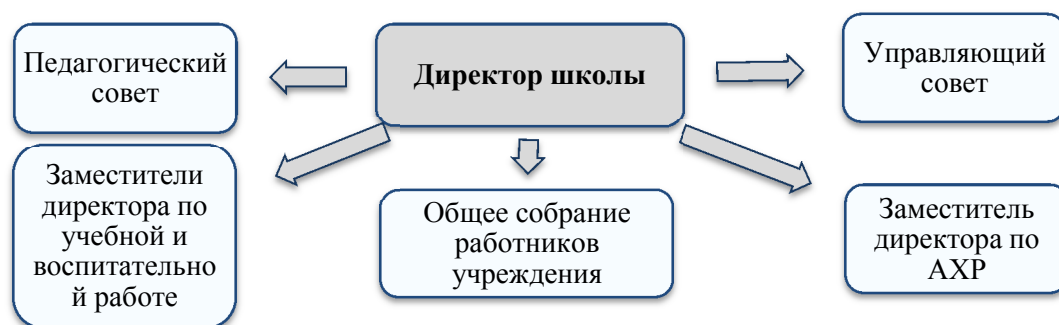 Педагогический
совет
Директор школы
Управляющий
совет
Заместители
директора по
учебной и
воспитательно
й работе
Общее собрание
работников
учреждения
Заместитель
директора по
АХР